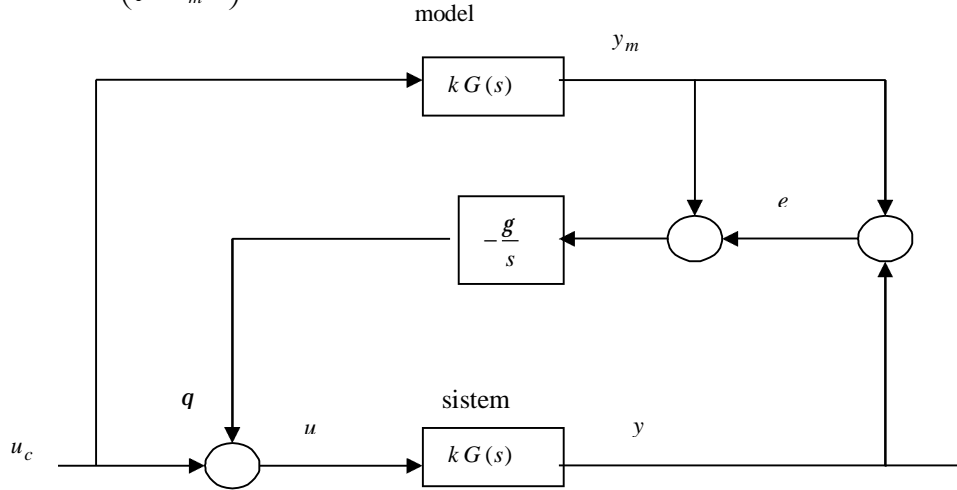 ( m )
model
y_m
k G(s)
e
-g/s
q
sistem
u
y
u_c
k G(s)